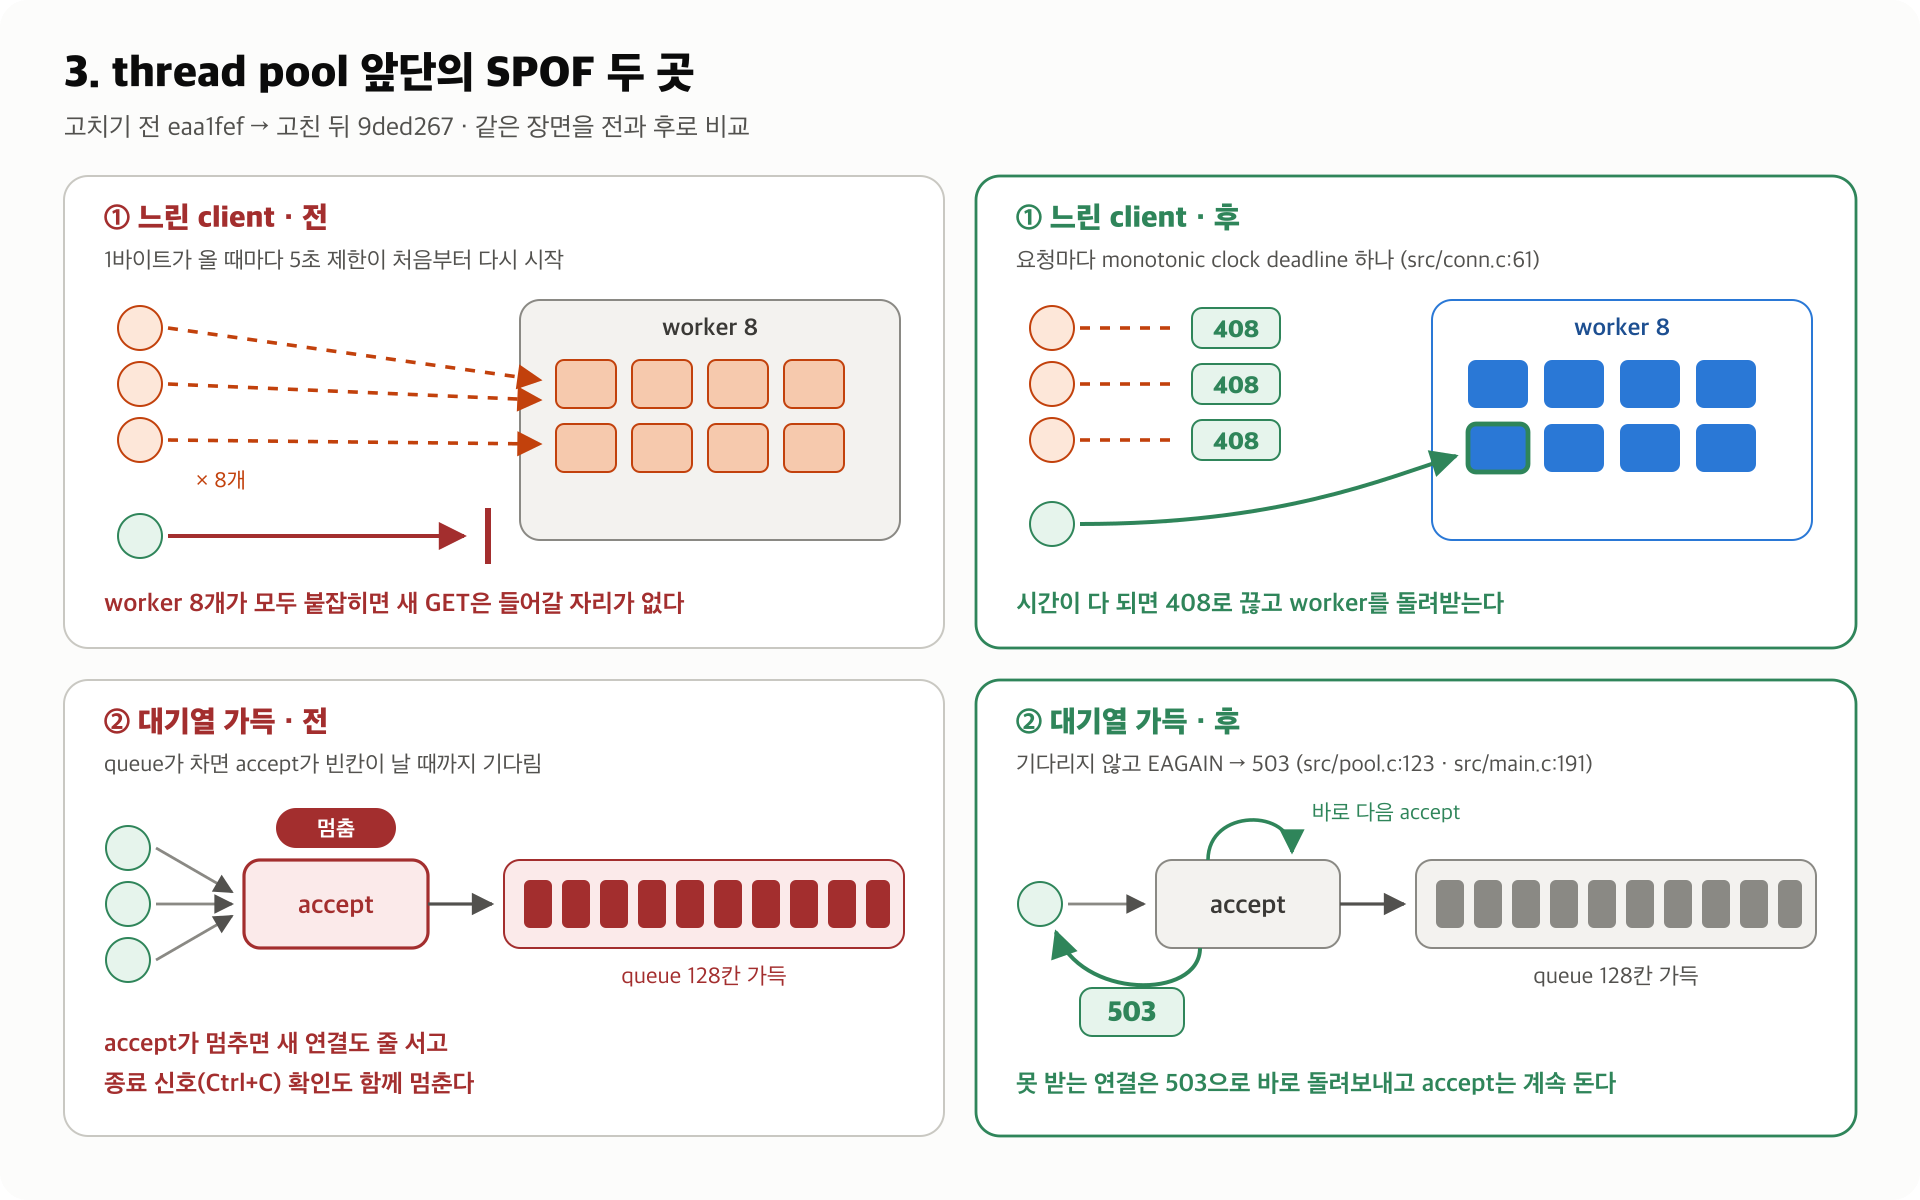 3. thread pool 앞단의 SPOF 두 곳
고치기 전 eaa1fef → 고친 뒤 9ded267 · 같은 장면을 전과 후로 비교
① 느린 client · 전
1바이트가 올 때마다 5초 제한이 처음부터 다시 시작
worker 8
× 8개
worker 8개가 모두 붙잡히면 새 GET은 들어갈 자리가 없다
① 느린 client · 후
요청마다 monotonic clock deadline 하나 (src/conn.c:61)
408
worker 8
408
408
시간이 다 되면 408로 끊고 worker를 돌려받는다
② 대기열 가득 · 전
queue가 차면 accept가 빈칸이 날 때까지 기다림
멈춤
accept
queue 128칸 가득
accept가 멈추면 새 연결도 줄 서고
종료 신호(Ctrl+C) 확인도 함께 멈춘다
② 대기열 가득 · 후
기다리지 않고 EAGAIN → 503 (src/pool.c:123 · src/main.c:191)
바로 다음 accept
accept
queue 128칸 가득
503
못 받는 연결은 503으로 바로 돌려보내고 accept는 계속 돈다